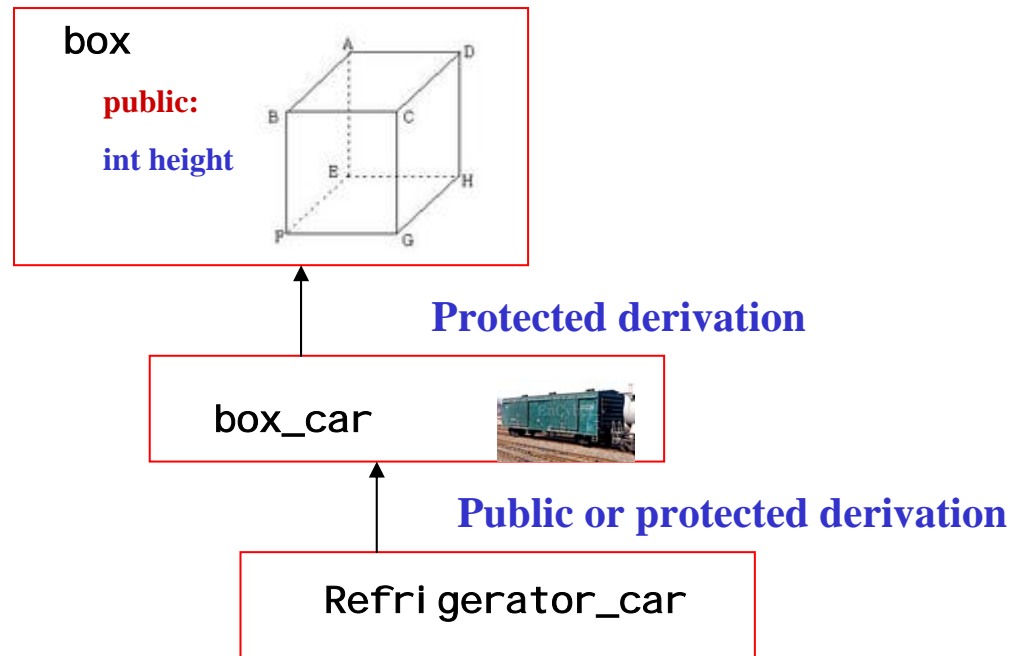 box
public:
int height
A
D
B
C
E
H
P
G
Protected derivation
box_car
Public or protected derivation
Refrigerator_car